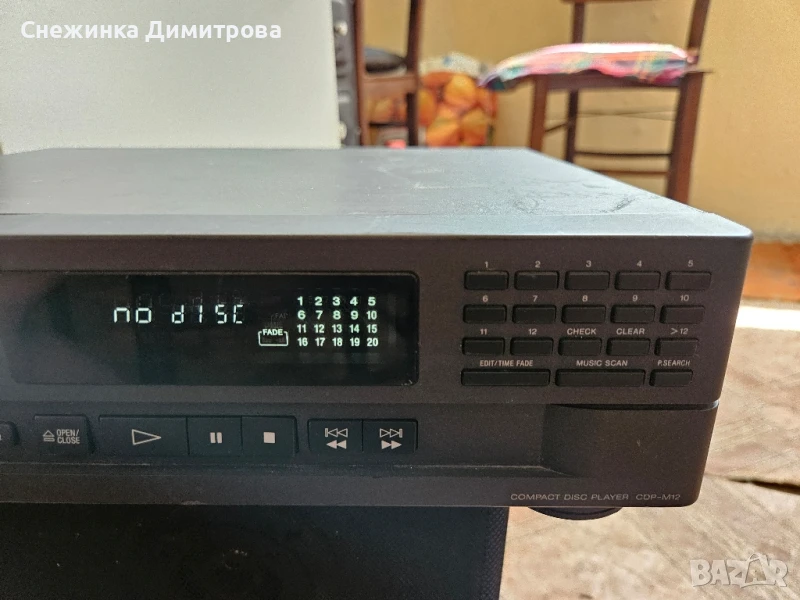 Снежинка Димитрова
1 2 3 4 5
no dISC
FADE
1 2 3 4 5
6 7 8 9 10
11 12 13 14 15
16 17 18 19 20
6 7 8 9 10
11 12 CHECK CLEAR >12
EDIT/TIME FADE MUSIC SCAN P.SEARCH
OPEN/
CLOSE
COMPACT DISC PLAYER CDP-M12
BAZAR